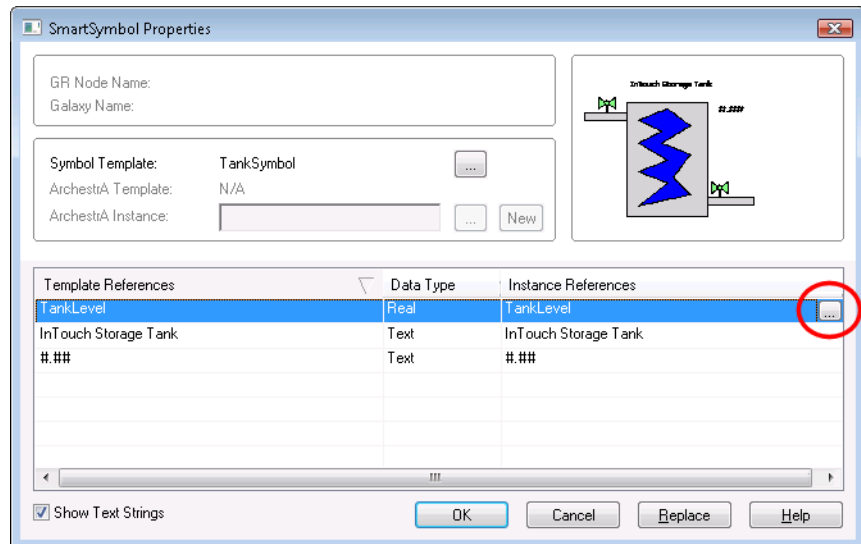 SmartSymbol Properties
GR Node Name:
Galaxy Name:
InTouch Storage Tank
#.###
Symbol Template: TankSymbol ...
ArchestrA Template: N/A
ArchestrA Instance: ... New
Template References Data Type Instance References
TankLevel Real TankLevel ...
InTouch Storage Tank Text InTouch Storage Tank
#.## Text #.##
Show Text Strings OK Cancel Replace Help